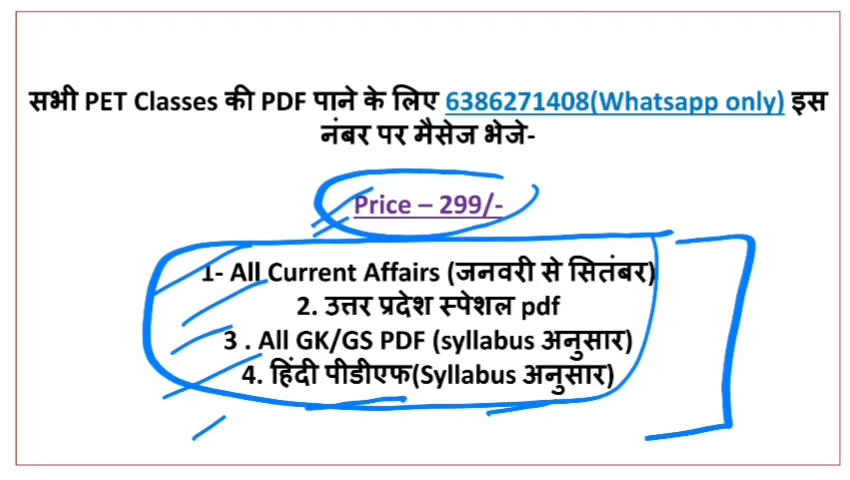 सभी PET Classes की PDF पाने के लिए 6386271408(Whatsapp only) इस
नंबर पर मैसेज भेजे-
Price – 299/-
1- All Current Affairs (जनवरी से सितंबर)
2. उत्तर प्रदेश स्पेशल pdf
3 . All GK/GS PDF (syllabus अनुसार)
4. हिंदी पीडीएफ(Syllabus अनुसार)